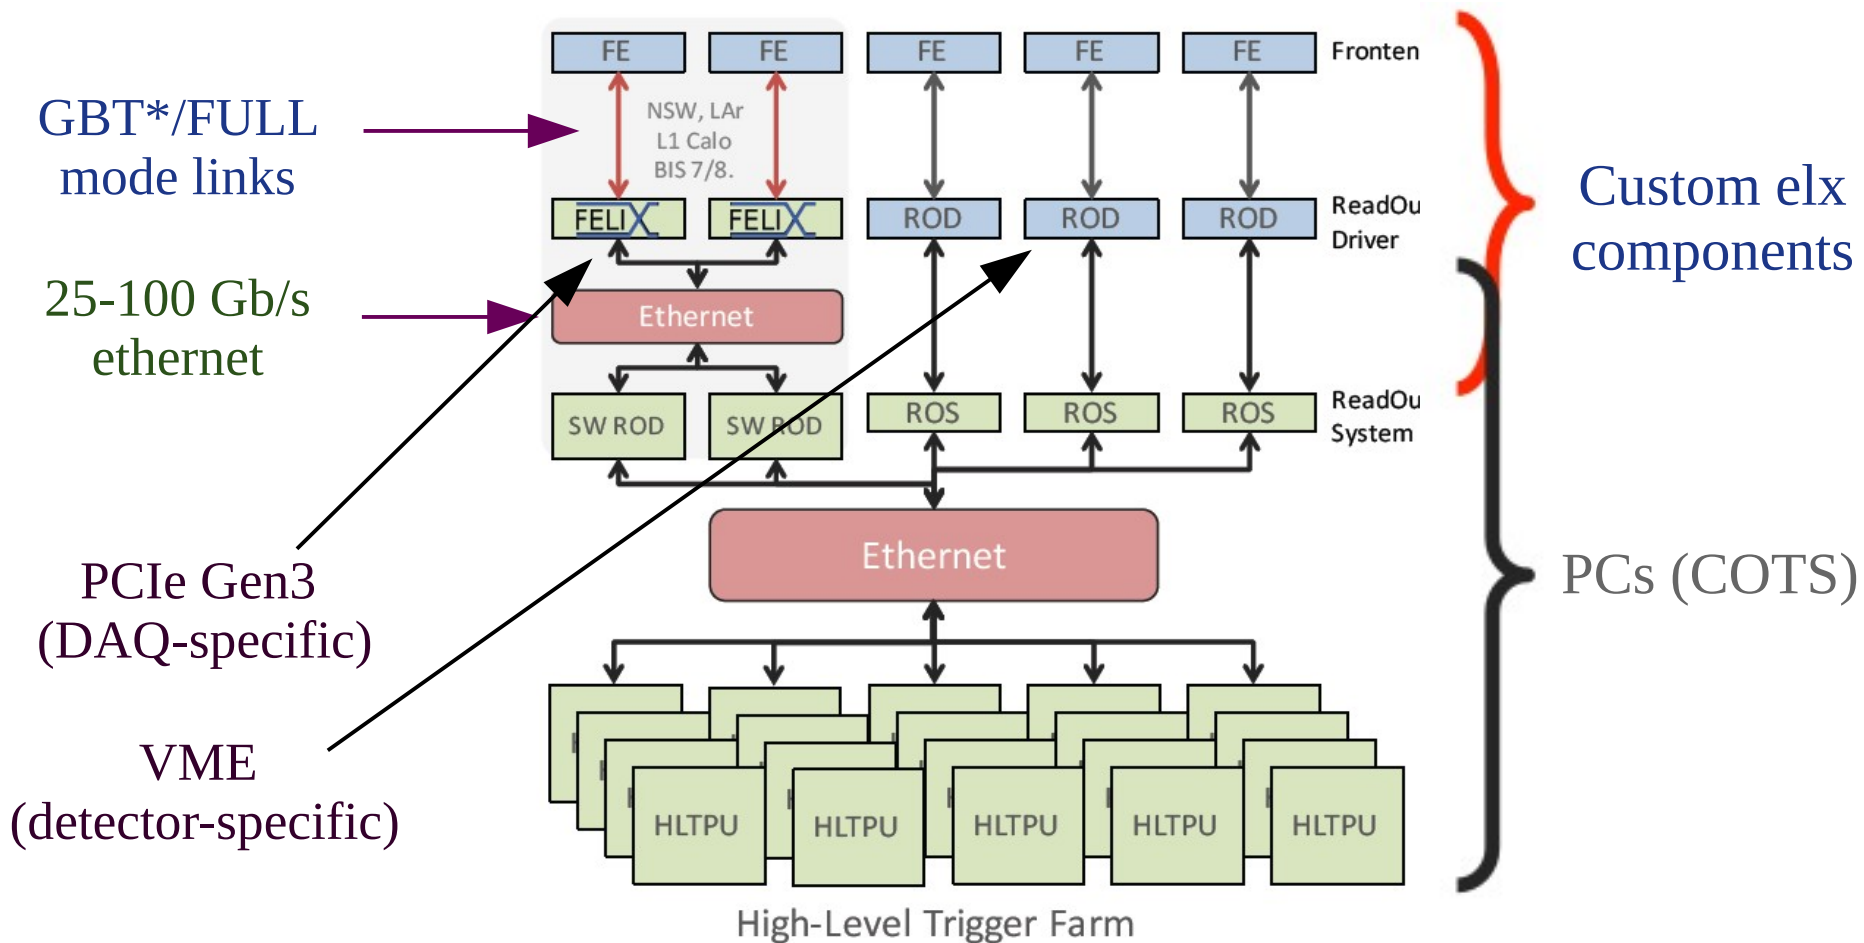 FE FE FE FE FE Fronten
GBT*/FULL
mode links
NSW, LAr
L1 Calo
BIS 7/8.
Custom elx
components
FELIX FELIX ROD ROD ROD
ReadOu
Driver
25-100 Gb/s
ethernet
Ethernet
SW ROD SW ROD ROS ROS ROS
ReadOu
System
Ethernet
PCIe Gen3
(DAQ-specific)
PCs (COTS)
VME
(detector-specific)
HLTPU HLTPU HLTPU HLTPU HLTPU
High-Level Trigger Farm